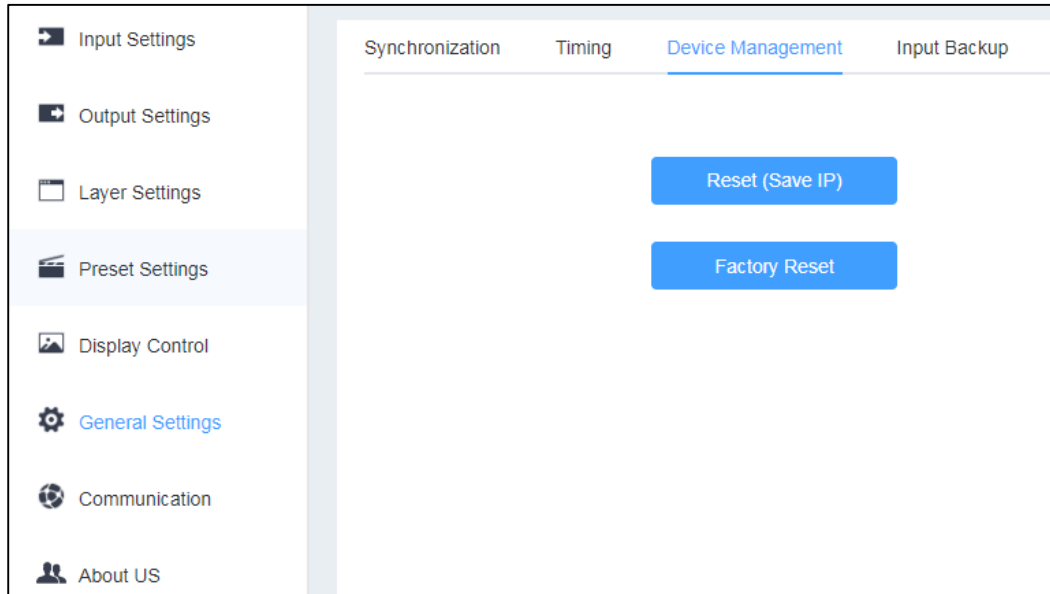 Input Settings
Output Settings
Layer Settings
Preset Settings
Display Control
General Settings
Communication
About US
Synchronization Timing Device Management Input Backup
Reset (Save IP)
Factory Reset